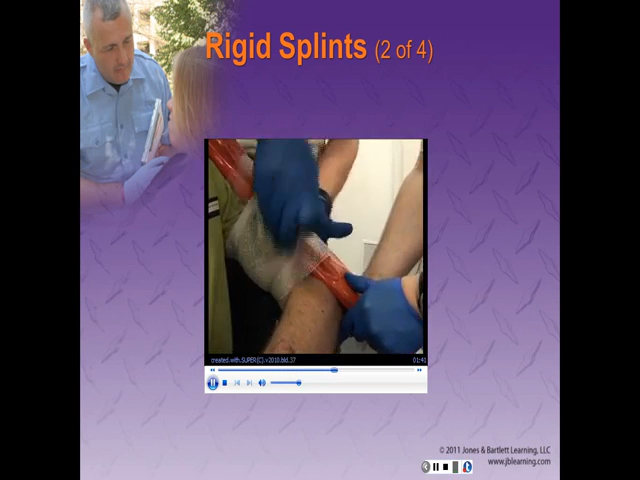 Rigid Splints (2 of 4)
created.with.SUPER(C).v2010.bld.37
01:41
© 2011 Jones & Bartlett Learning, LLC
www.jblearning.com